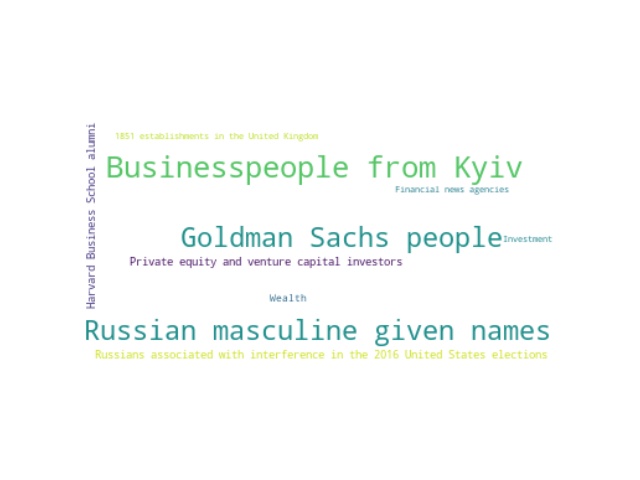 1851 establishments in the United Kingdom
Businesspeople from Kyiv
Financial news agencies
Harvard Business School alumni
Goldman Sachs people
Investment
Private equity and venture capital investors
Wealth
Russian masculine given names
Russians associated with interference in the 2016 United States elections